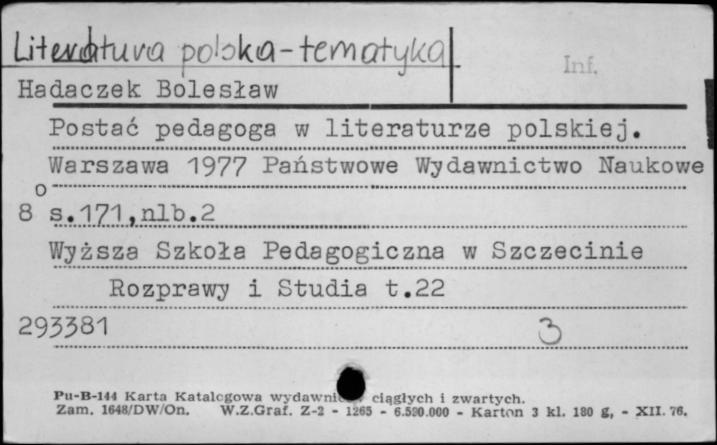 Literatura polska-tematyka
Inf.
Hadaczek Bolesław
Postać pedagoga w literaturze polskiej.
Warszawa 1977 Państwowe Wydawnictwo Naukowe
8° s.171,nlb.2
Wyższa Szkoła Pedagogiczna w Szczecinie
Rozprawy i Studia t.22
293381 3
Pu-B-144 Karta Katalogowa ciągłych i zwartych.
Zam. 1648/DW/On. W.Z.Graf. Z-2 - 1265 - 6.590.000 - Karton 3 kl. 180 g, - XII. 76.